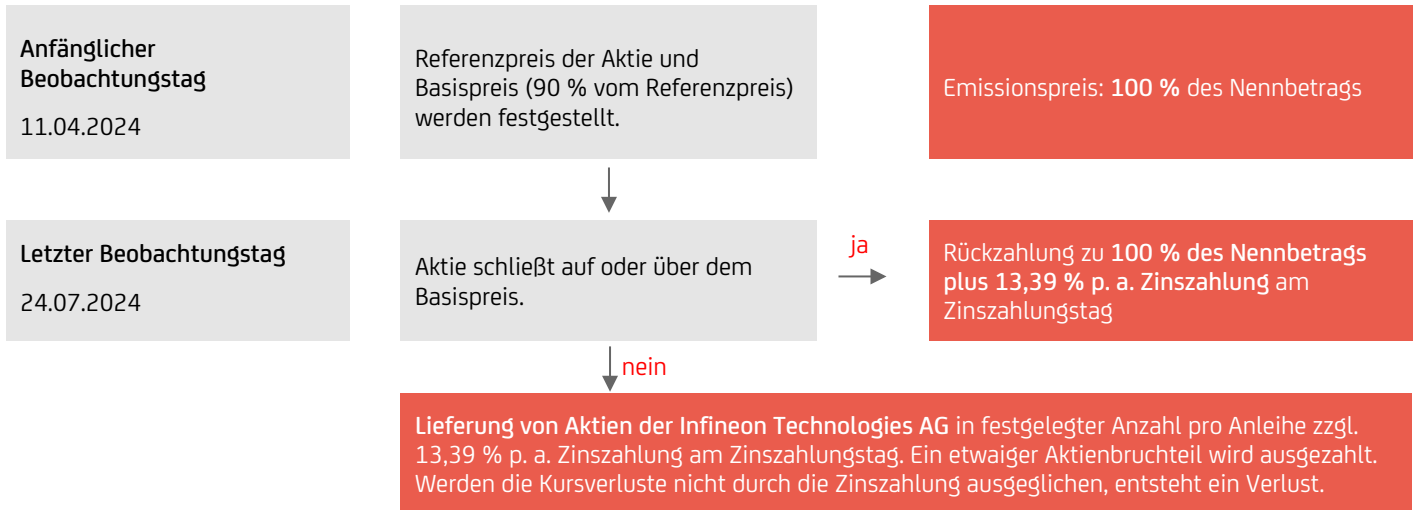 Anfänglicher
Beobachtungstag
11.04.2024
Referenzpreis der Aktie und
Basispreis (90 % vom Referenzpreis)
werden festgestellt.
Emissionspreis: 100 % des Nennbetrags
Letzter Beobachtungstag
24.07.2024
Aktie schließt auf oder über dem
Basispreis.
ja
Rückzahlung zu 100 % des Nennbetrags
plus 13,39 % p. a. Zinszahlung am
Zinszahlungstag
nein
Lieferung von Aktien der Infineon Technologies AG in festgelegter Anzahl pro Anleihe zzgl.
13,39 % p. a. Zinszahlung am Zinszahlungstag. Ein etwaiger Aktienbruchteil wird ausgezahlt.
Werden die Kursverluste nicht durch die Zinszahlung ausgeglichen, entsteht ein Verlust.